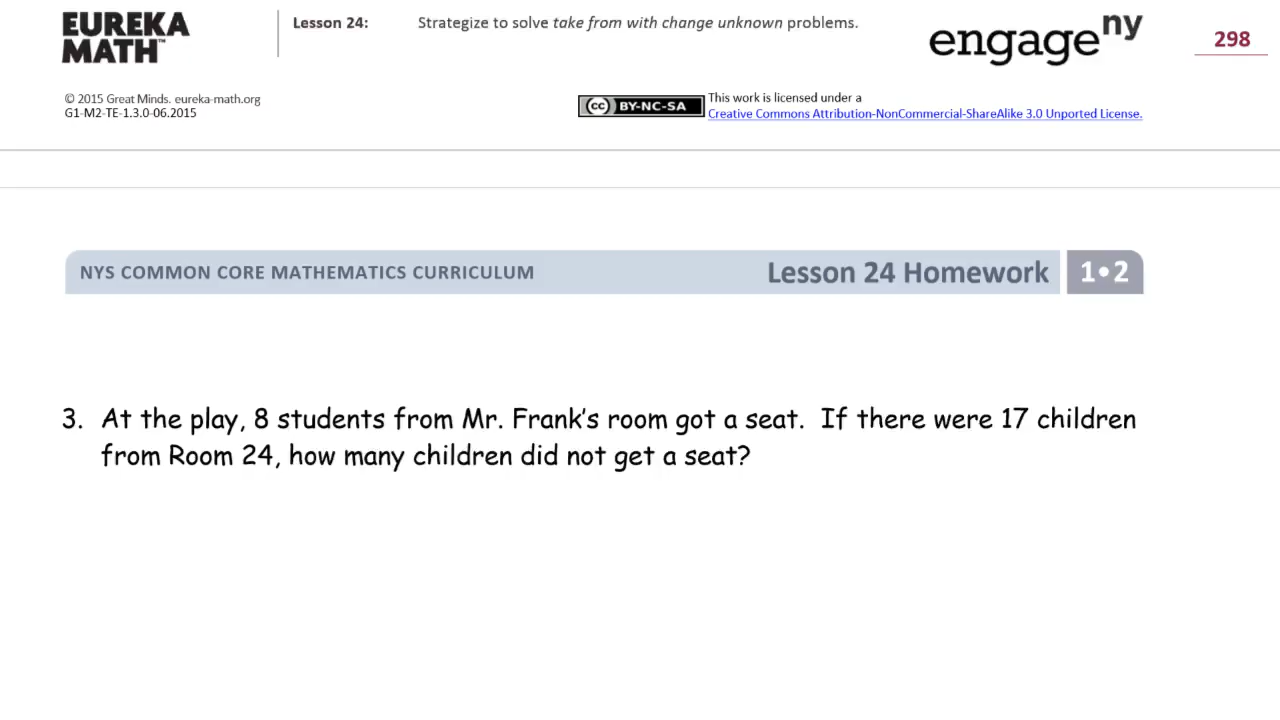 EUREKA
MATH™
Lesson 24: Strategize to solve take from with change unknown problems.
engageny
298
© 2015 Great Minds. eureka-math.org
G1-M2-TE-1.3.0-06.2015
cc BY-NC-SA
This work is licensed under a
Creative Commons Attribution-NonCommercial-ShareAlike 3.0 Unported License.
NYS COMMON CORE MATHEMATICS CURRICULUM
Lesson 24 Homework
1•2
3. At the play, 8 students from Mr. Frank's room got a seat. If there were 17 children
from Room 24, how many children did not get a seat?